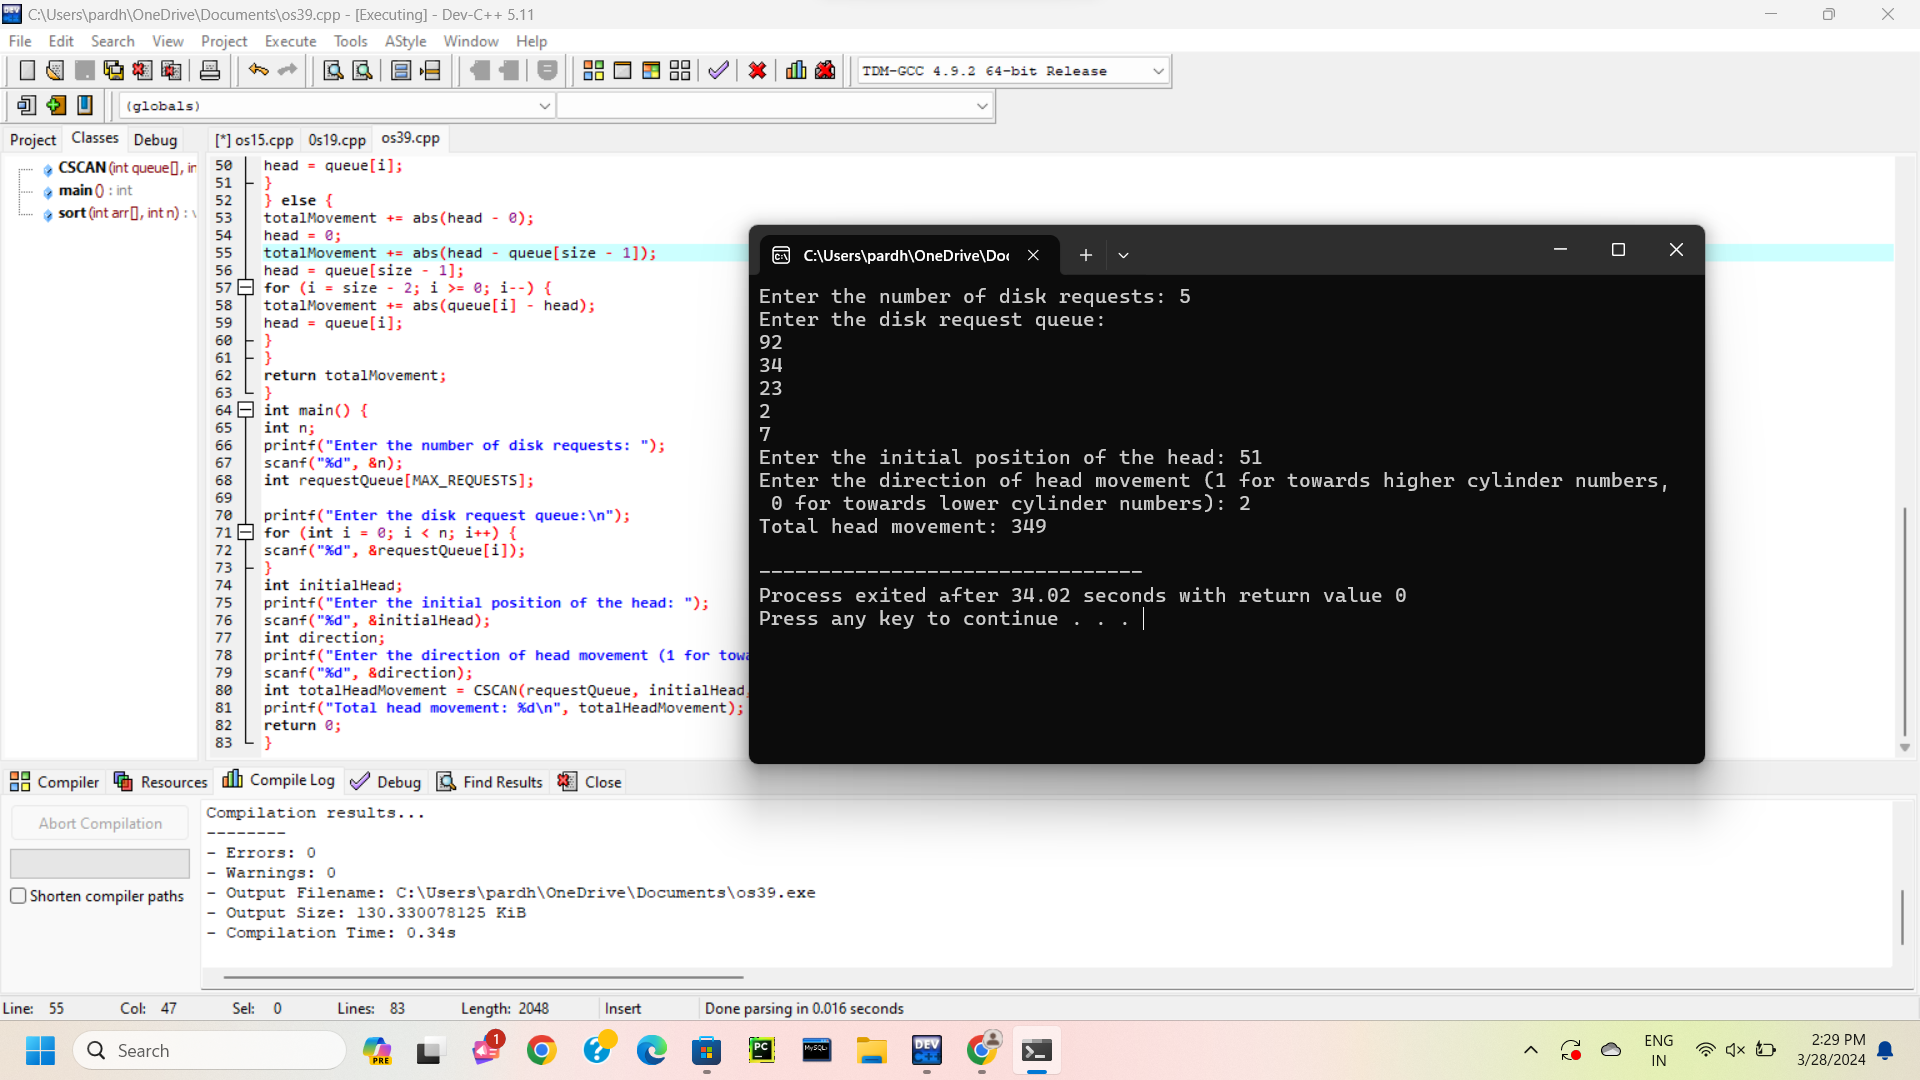 C:\Users\pardh\OneDrive\Documents\os39.cpp - [Executing] - Dev-C++ 5.11
File Edit Search View Project Execute Tools AStyle Window Help
TDM-GCC 4.9.2 64-bit Release
(globals)
Project Classes Debug
[*] os15.cpp 0s19.cpp os39.cpp
CSCAN (int queue[], in
main () : int
sort (int arr[], int n) : v
50 head = queue[i];
51 }
52 } else {
53 totalMovement += abs(head - 0);
54 head = 0;
55 totalMovement += abs(head - queue[size - 1]);
56 head = queue[size - 1];
57 for (i = size - 2; i >= 0; i--) {
58 totalMovement += abs(queue[i] - head);
59 head = queue[i];
60 }
61 }
62 return totalMovement;
63 }
64 int main() {
65 int n;
66 printf("Enter the number of disk requests: ");
67 scanf("%d", &n);
68 int requestQueue[MAX_REQUESTS];
69
70 printf("Enter the disk request queue:\n");
71 for (int i = 0; i < n; i++) {
72 scanf("%d", &requestQueue[i]);
73 }
74 int initialHead;
75 printf("Enter the initial position of the head: ");
76 scanf("%d", &initialHead);
77 int direction;
78 printf("Enter the direction of head movement (1 for towa
79 scanf("%d", &direction);
80 int totalHeadMovement = CSCAN(requestQueue, initialHead,
81 printf("Total head movement: %d\n", totalHeadMovement);
82 return 0;
83 }
C:\Users\pardh\OneDrive\Doc
Enter the number of disk requests: 5
Enter the disk request queue:
92
34
23
2
7
Enter the initial position of the head: 51
Enter the direction of head movement (1 for towards higher cylinder numbers,
0 for towards lower cylinder numbers): 2
Total head movement: 349
--------------------------------
Process exited after 34.02 seconds with return value 0
Press any key to continue . . .
Compiler Resources Compile Log Debug Find Results Close
Abort Compilation
Shorten compiler paths
Compilation results...
--------
- Errors: 0
- Warnings: 0
- Output Filename: C:\Users\pardh\OneDrive\Documents\os39.exe
- Output Size: 130.330078125 KiB
- Compilation Time: 0.34s
Line: 55 Col: 47 Sel: 0 Lines: 83 Length: 2048 Insert Done parsing in 0.016 seconds
Search
PRE
1
PC
MySQL
DEV
ENG
IN
2:29 PM
3/28/2024